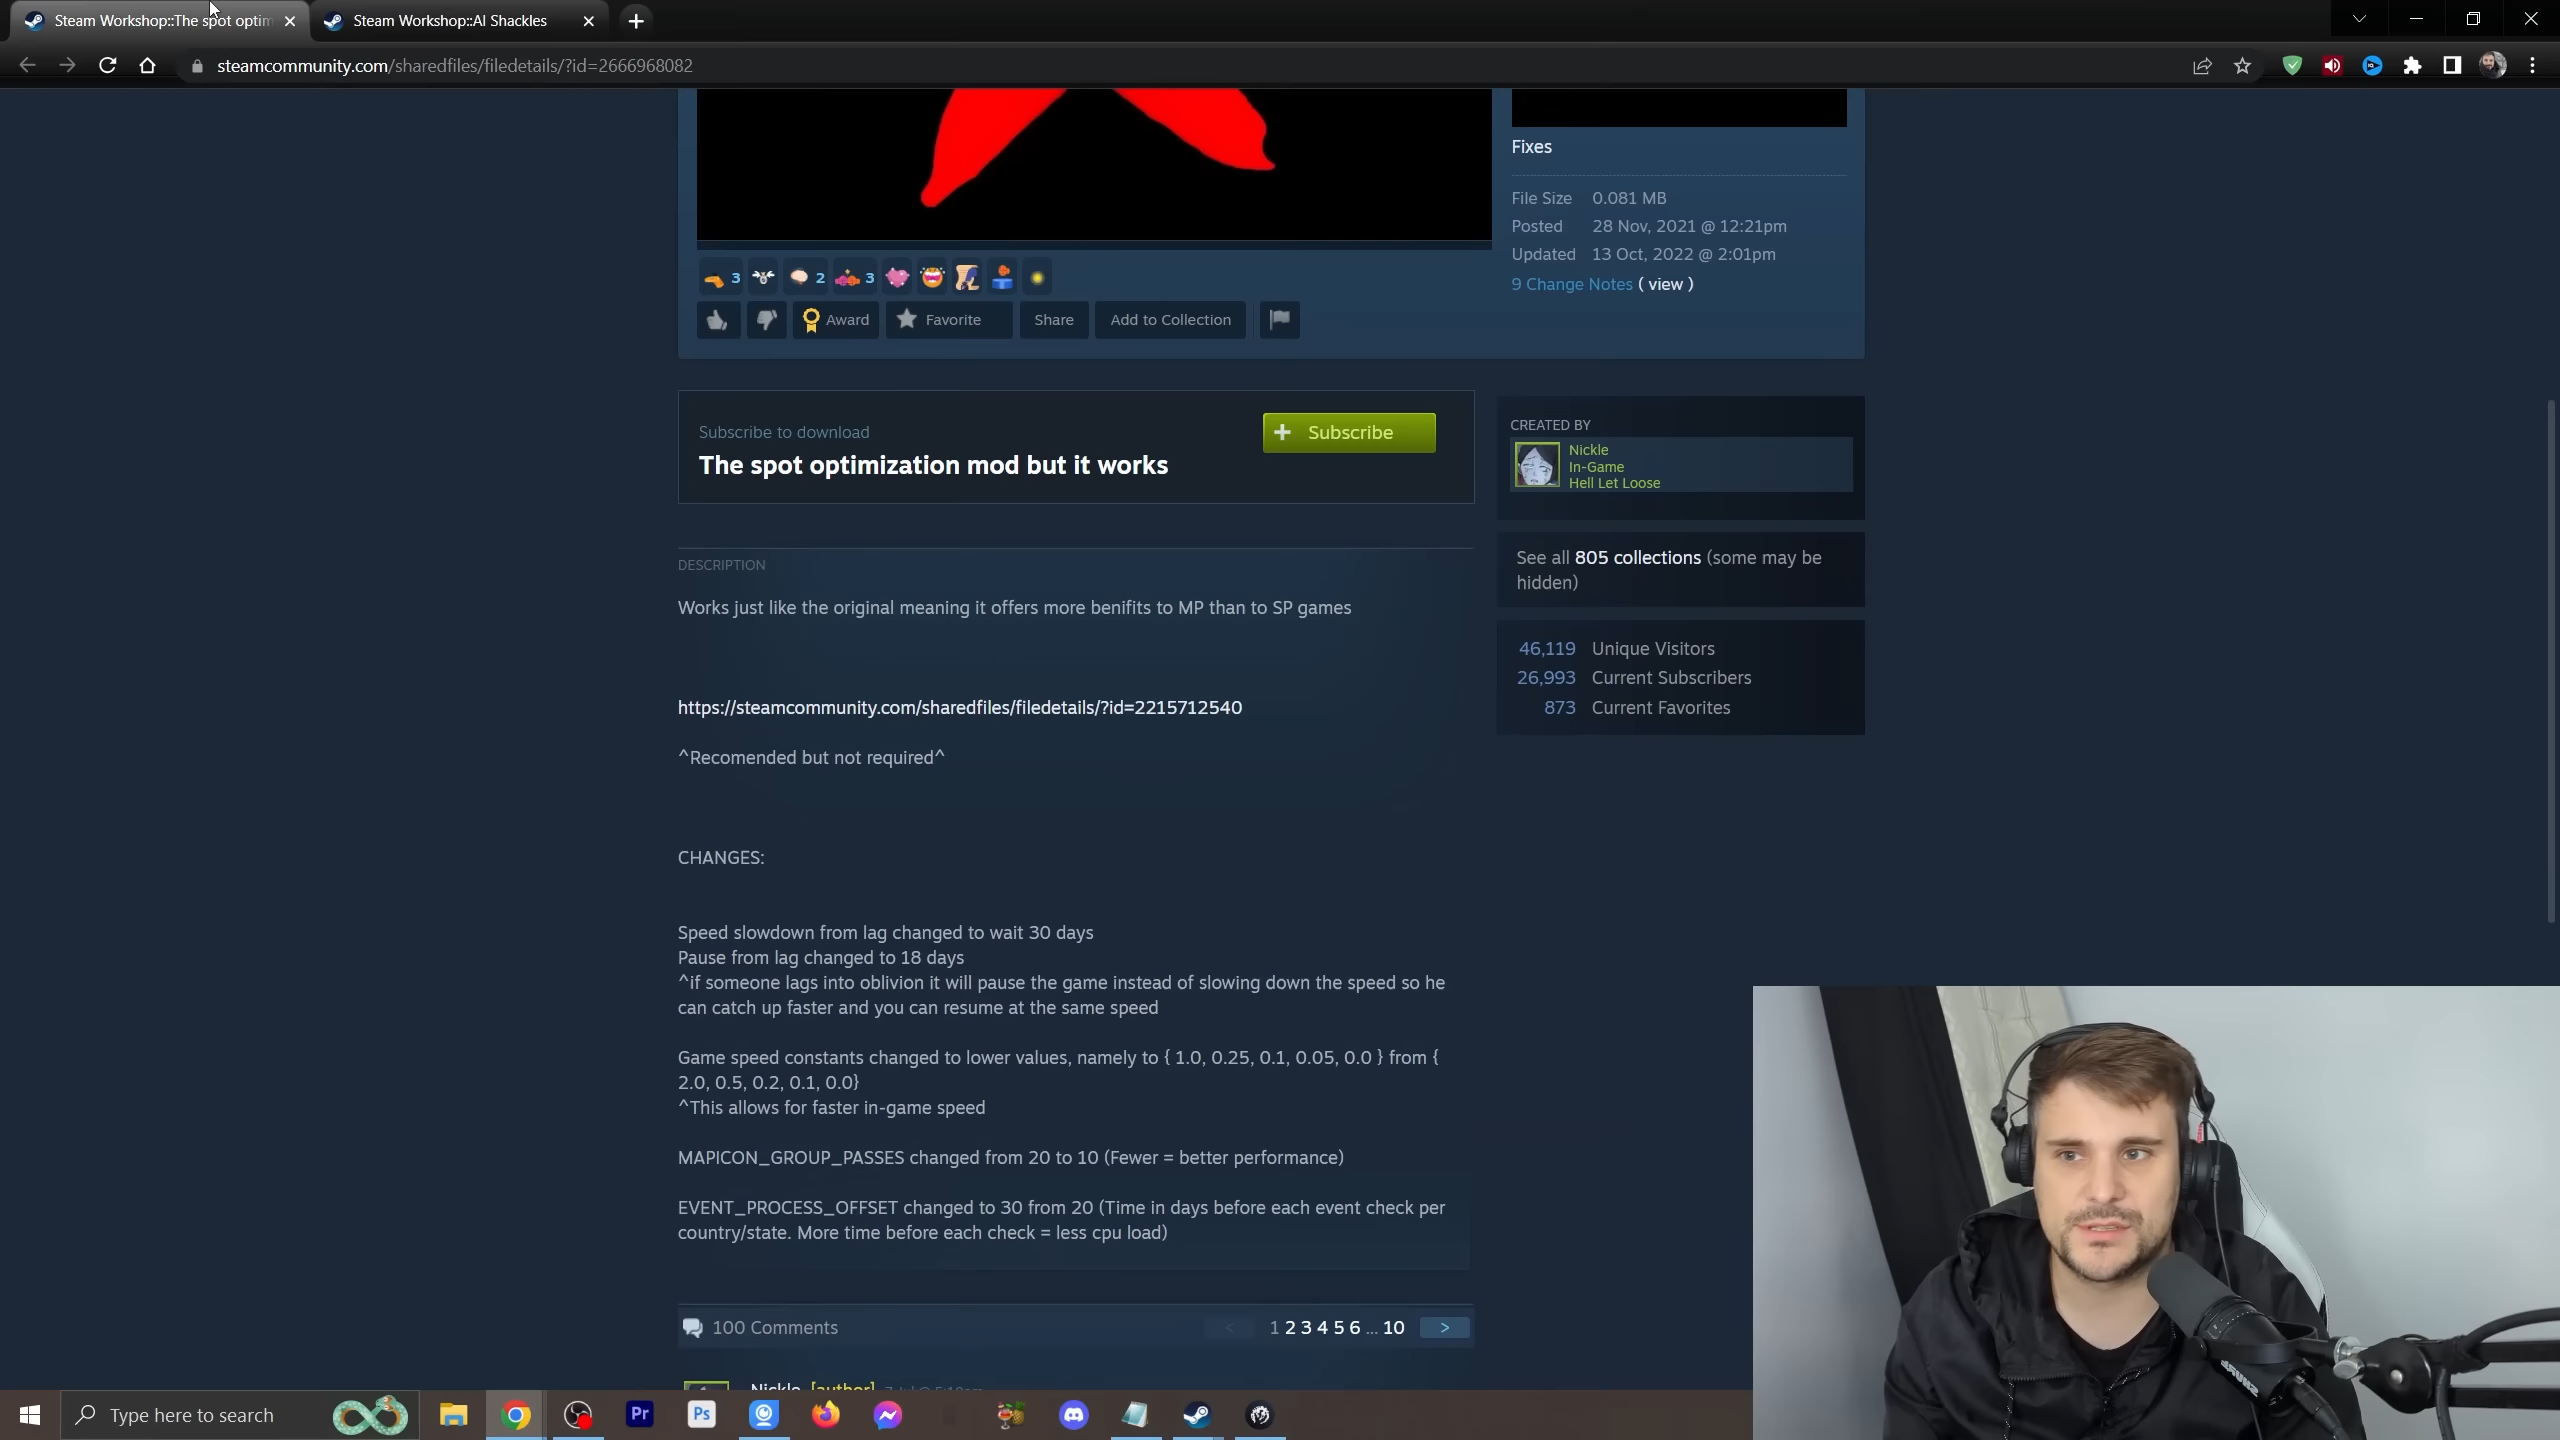 Steam Workshop::The spot optim
Steam Workshop::AI Shackles
steamcommunity.com/sharedfiles/filedetails/?id=2666968082
Fixes
File Size 0.081 MB
Posted 28 Nov, 2021 @ 12:21pm
Updated 13 Oct, 2022 @ 2:01pm
9 Change Notes ( view )
3 2 3
Award Favorite Share Add to Collection
Subscribe to download
The spot optimization mod but it works
Subscribe
CREATED BY
Nickle
In-Game
Hell Let Loose
See all 805 collections (some may be
hidden)
46,119 Unique Visitors
26,993 Current Subscribers
873 Current Favorites
DESCRIPTION
Works just like the original meaning it offers more benifits to MP than to SP games
https://steamcommunity.com/sharedfiles/filedetails/?id=2215712540
^Recomended but not required^
CHANGES:
Speed slowdown from lag changed to wait 30 days
Pause from lag changed to 18 days
^if someone lags into oblivion it will pause the game instead of slowing down the speed so he
can catch up faster and you can resume at the same speed
Game speed constants changed to lower values, namely to { 1.0, 0.25, 0.1, 0.05, 0.0 } from {
2.0, 0.5, 0.2, 0.1, 0.0}
^This allows for faster in-game speed
MAPICON_GROUP_PASSES changed from 20 to 10 (Fewer = better performance)
EVENT_PROCESS_OFFSET changed to 30 from 20 (Time in days before each event check per
country/state. More time before each check = less cpu load)
100 Comments
< 1 2 3 4 5 6 ... 10 >
Nickle [author]
Type here to search
Pr
Ps